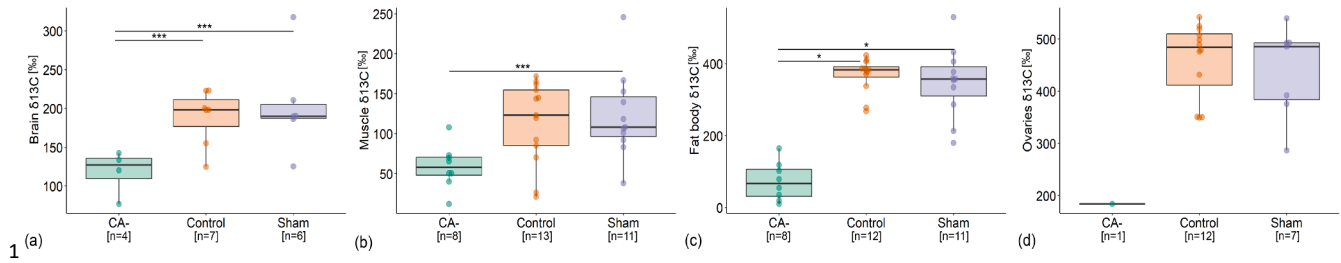 Brain δ13C [‰]
300
250
200
150
100
***
***
CA-
[n=4]
Control
[n=7]
Sham
[n=6]
1 (a)
Muscle δ13C [‰]
250
200
150
100
50
***
CA-
[n=8]
Control
[n=13]
Sham
[n=11]
(b)
Fat body δ13C [‰]
400
200
0
*
*
CA-
[n=8]
Control
[n=12]
Sham
[n=11]
(c)
Ovaries δ13C [‰]
500
400
300
200
CA-
[n=1]
Control
[n=12]
Sham
[n=7]
(d)